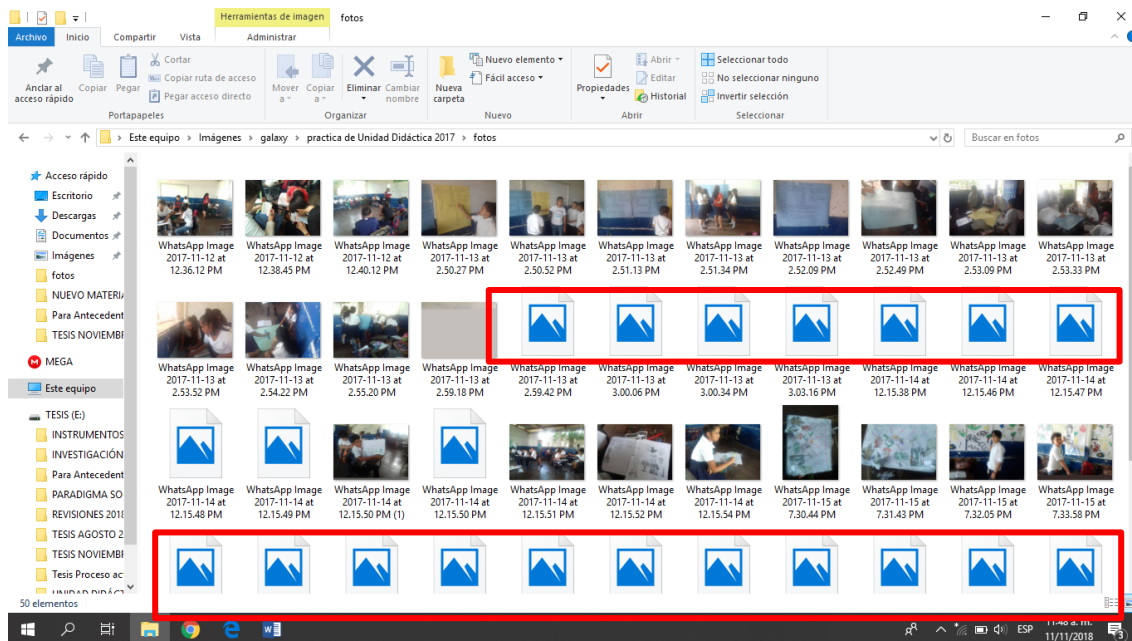 Herramientas de imagen
fotos
Archivo
Inicio
Compartir
Vista
Administrar
Anclar al acceso rápido
Copiar
Pegar
Cortar
Copiar ruta de acceso
Pegar acceso directo
Portapapeles
Mover a
Copiar a
Eliminar
Cambiar nombre
Organizar
Nueva carpeta
Nuevo elemento
Fácil acceso
Nuevo
Propiedades
Abrir
Editar
Historial
Abrir
Seleccionar todo
No seleccionar ninguno
Invertir selección
Seleccionar
Este equipo > Imágenes > galaxy > practica de Unidad Didáctica 2017 > fotos
Buscar en fotos
Acceso rápido
Escritorio
Descargas
Documentos
Imágenes
fotos
NUEVO MATERI
Para Antecedent
TESIS NOVIEMBR
MEGA
Este equipo
TESIS (E:)
INSTRUMENTOS
INVESTIGACIÓN
Para Antecedent
PARADIGMA SO
REVISIONES 2018
TESIS AGOSTO 2
TESIS NOVIEMBR
Tesis Proceso ac
UNIDAD DIDÁCT
WhatsApp Image 2017-11-12 at 12.36.12 PM
WhatsApp Image 2017-11-12 at 12.38.45 PM
WhatsApp Image 2017-11-12 at 12.40.12 PM
WhatsApp Image 2017-11-13 at 2.50.27 PM
WhatsApp Image 2017-11-13 at 2.50.52 PM
WhatsApp Image 2017-11-13 at 2.51.13 PM
WhatsApp Image 2017-11-13 at 2.51.34 PM
WhatsApp Image 2017-11-13 at 2.52.09 PM
WhatsApp Image 2017-11-13 at 2.52.49 PM
WhatsApp Image 2017-11-13 at 2.53.09 PM
WhatsApp Image 2017-11-13 at 2.53.33 PM
WhatsApp Image 2017-11-13 at 2.53.52 PM
WhatsApp Image 2017-11-13 at 2.54.22 PM
WhatsApp Image 2017-11-13 at 2.55.20 PM
WhatsApp Image 2017-11-13 at 2.59.18 PM
WhatsApp Image 2017-11-13 at 2.59.42 PM
WhatsApp Image 2017-11-13 at 3.00.06 PM
WhatsApp Image 2017-11-13 at 3.00.34 PM
WhatsApp Image 2017-11-13 at 3.03.16 PM
WhatsApp Image 2017-11-14 at 12.15.38 PM
WhatsApp Image 2017-11-14 at 12.15.46 PM
WhatsApp Image 2017-11-14 at 12.15.47 PM
WhatsApp Image 2017-11-14 at 12.15.48 PM
WhatsApp Image 2017-11-14 at 12.15.49 PM
WhatsApp Image 2017-11-14 at 12.15.50 PM (1)
WhatsApp Image 2017-11-14 at 12.15.50 PM
WhatsApp Image 2017-11-14 at 12.15.51 PM
WhatsApp Image 2017-11-14 at 12.15.52 PM
WhatsApp Image 2017-11-14 at 12.15.54 PM
WhatsApp Image 2017-11-15 at 7.30.44 PM
WhatsApp Image 2017-11-15 at 7.31.43 PM
WhatsApp Image 2017-11-15 at 7.32.05 PM
WhatsApp Image 2017-11-15 at 7.33.58 PM
50 elementos
ESP
11:48 a. m.
11/11/2018
3